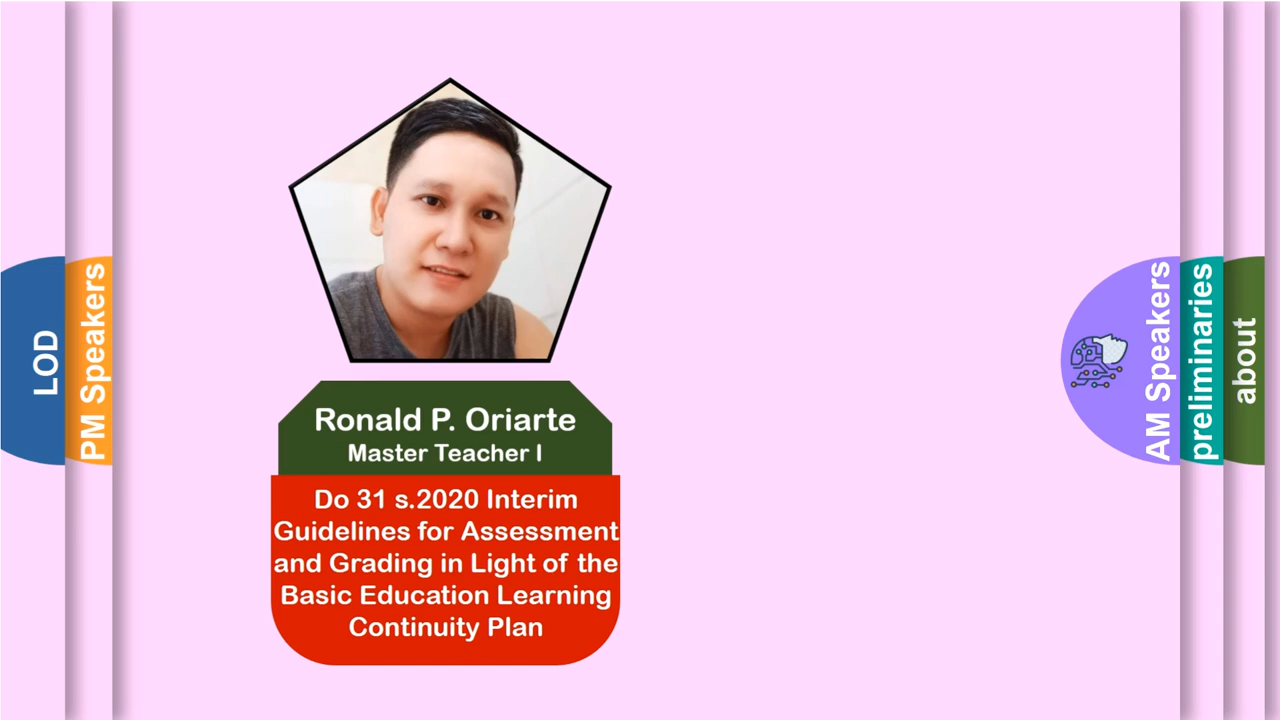 LOD
PM Speakers
Ronald P. Oriarte
Master Teacher I
Do 31 s.2020 Interim
Guidelines for Assessment
and Grading in Light of the
Basic Education Learning
Continuity Plan
AM Speakers
preliminaries
about